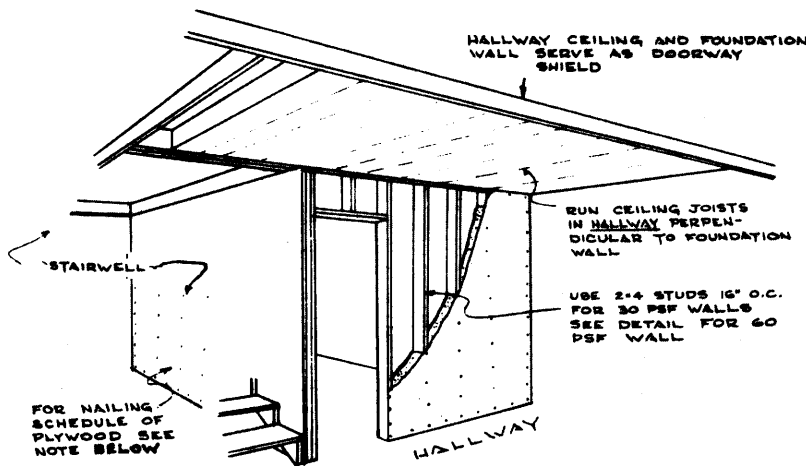 HALLWAY CEILING AND FOUNDATION
WALL SERVE AS DOORWAY
SHIELD
RUN CEILING JOISTS
IN HALLWAY PERPEN-
DICULAR TO FOUNDATION
WALL
STAIRWELL
USE 2-4 STUDS 16" O.C.
FOR 30 PSF WALLS
SEE DETAIL FOR 60
PSF WALL
FOR NAILING
SCHEDULE OF
PLYWOOD SEE
NOTE BELOW
HALLWAY